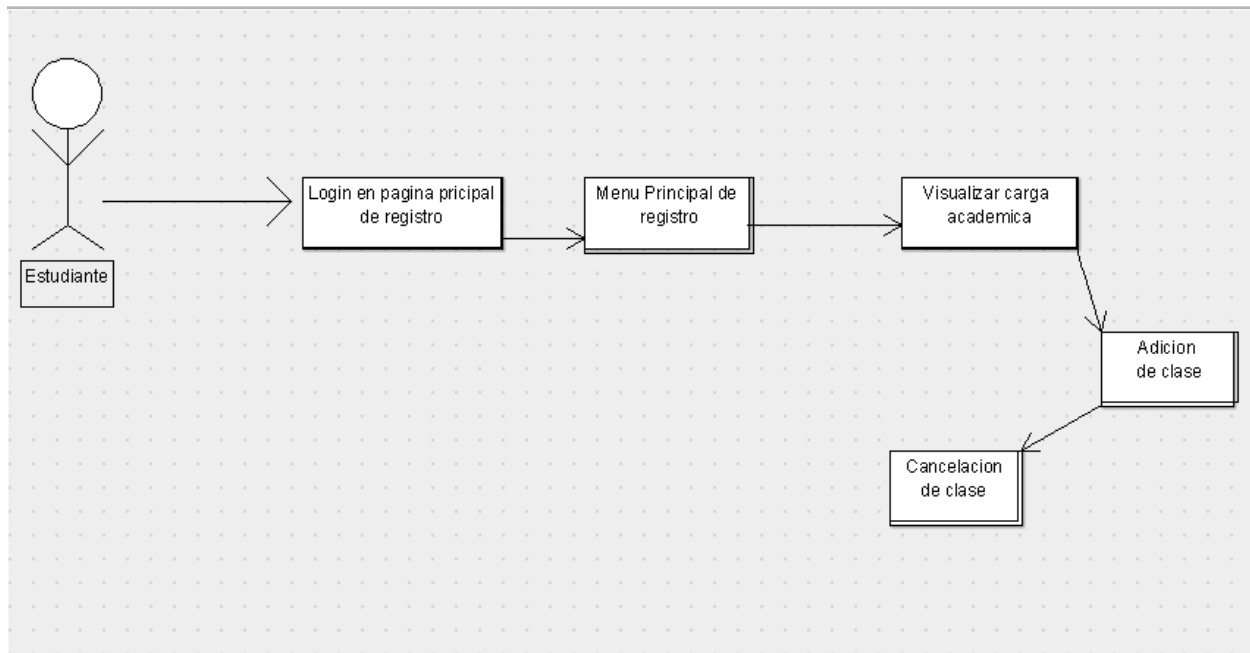 Estudiante
Login en pagina pricipal
de registro
Menu Principal de
registro
Visualizar carga
academica
Adicion
de clase
Cancelacion
de clase